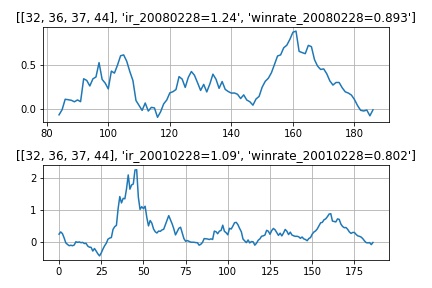 [[32, 36, 37, 44], 'ir_20080228=1.24', 'winrate_20080228=0.893']
0.5
0.0
80 100 120 140 160 180
[[32, 36, 37, 44], 'ir_20010228=1.09', 'winrate_20010228=0.802']
2
1
0
0 25 50 75 100 125 150 175